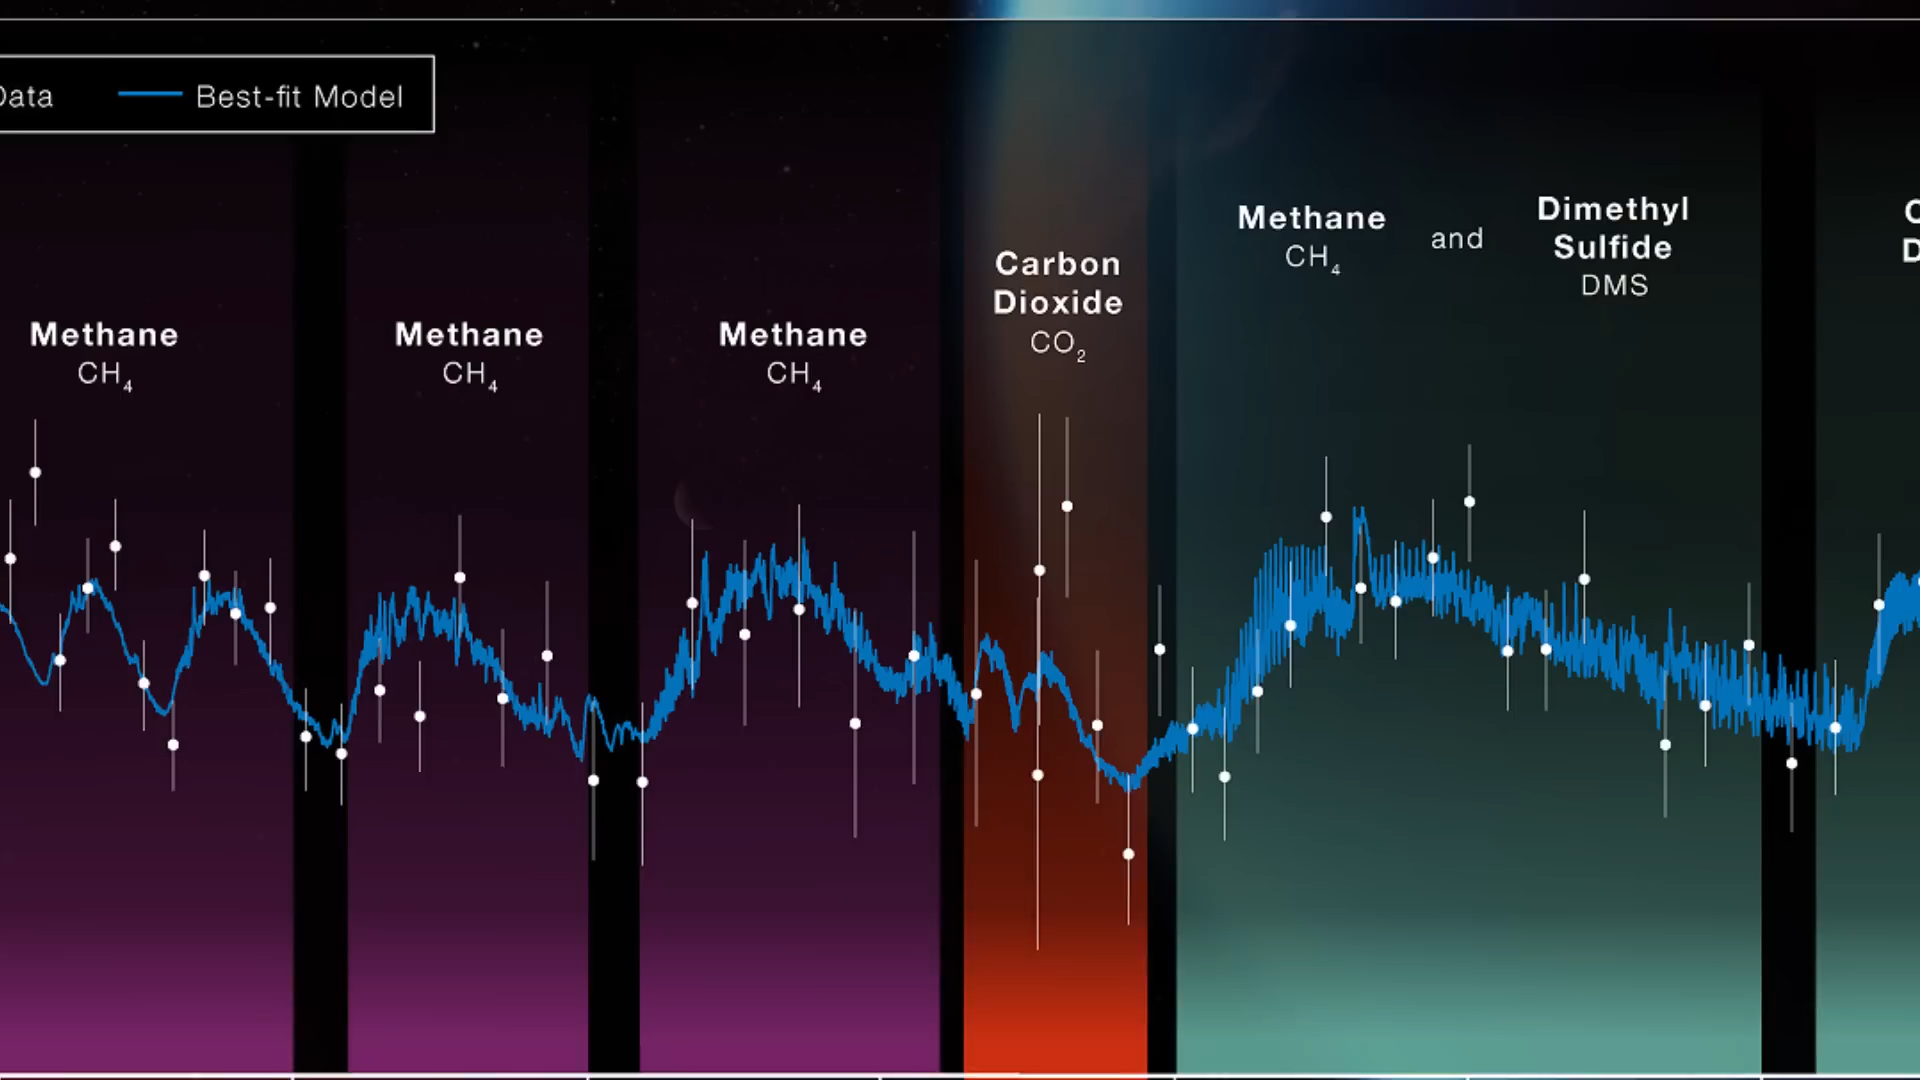 Data
Best-fit Model
Methane
CH₄
Methane
CH₄
Methane
CH₄
Carbon
Dioxide
CO₂
Methane
CH₄
and
Dimethyl
Sulfide
DMS